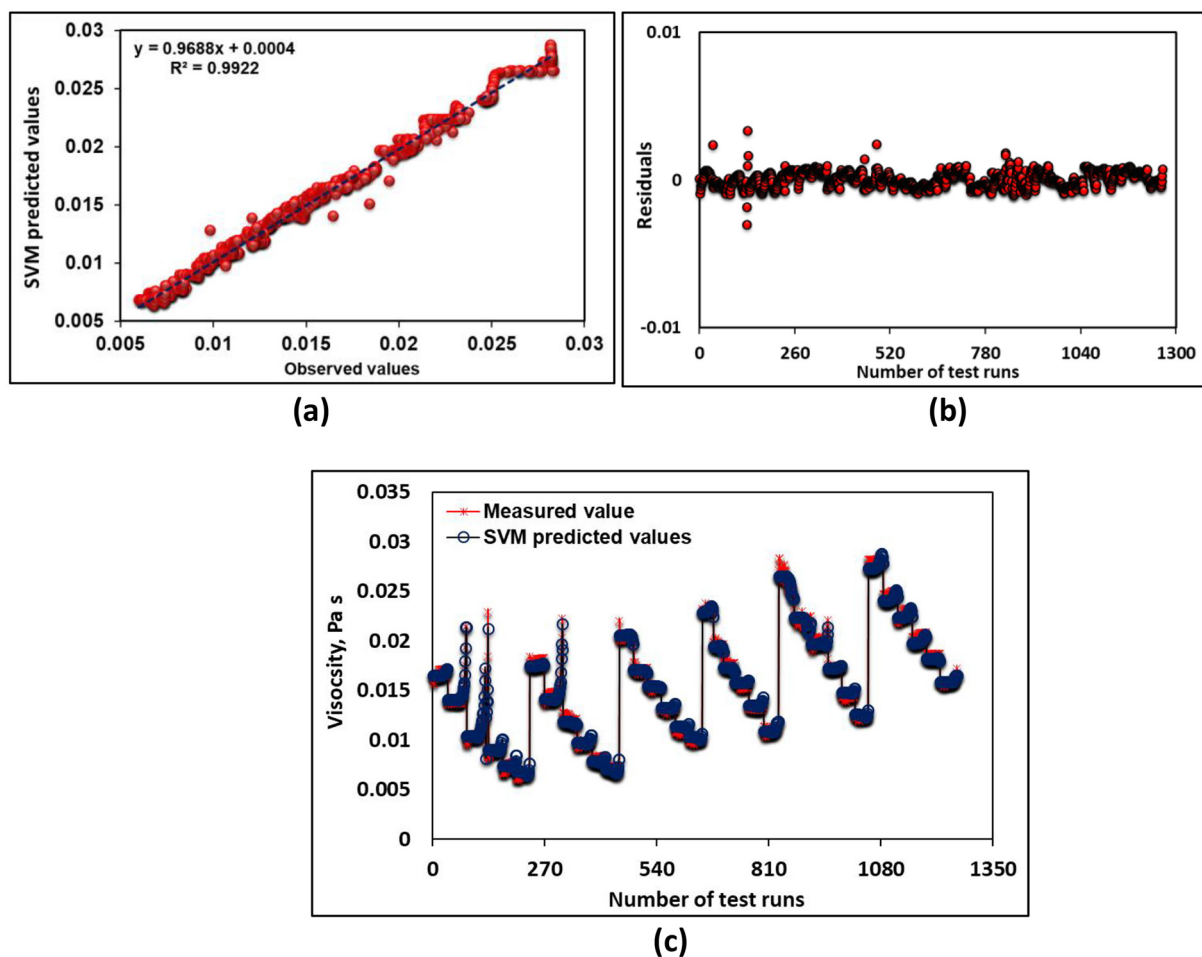 0.03
0.025
0.02
0.015
0.01
0.005
SVM predicted values
y = 0.9688x + 0.0004
R² = 0.9922
0.005 0.01 0.015 0.02 0.025 0.03
Observed values
(a)
0.01
0
-0.01
Residuals
0 260 520 780 1040 1300
Number of test runs
(b)
0.035
0.03
0.025
0.02
0.015
0.01
0.005
0
Visocsity, Pa s
Measured value
SVM predicted values
0 270 540 810 1080 1350
Number of test runs
(c)